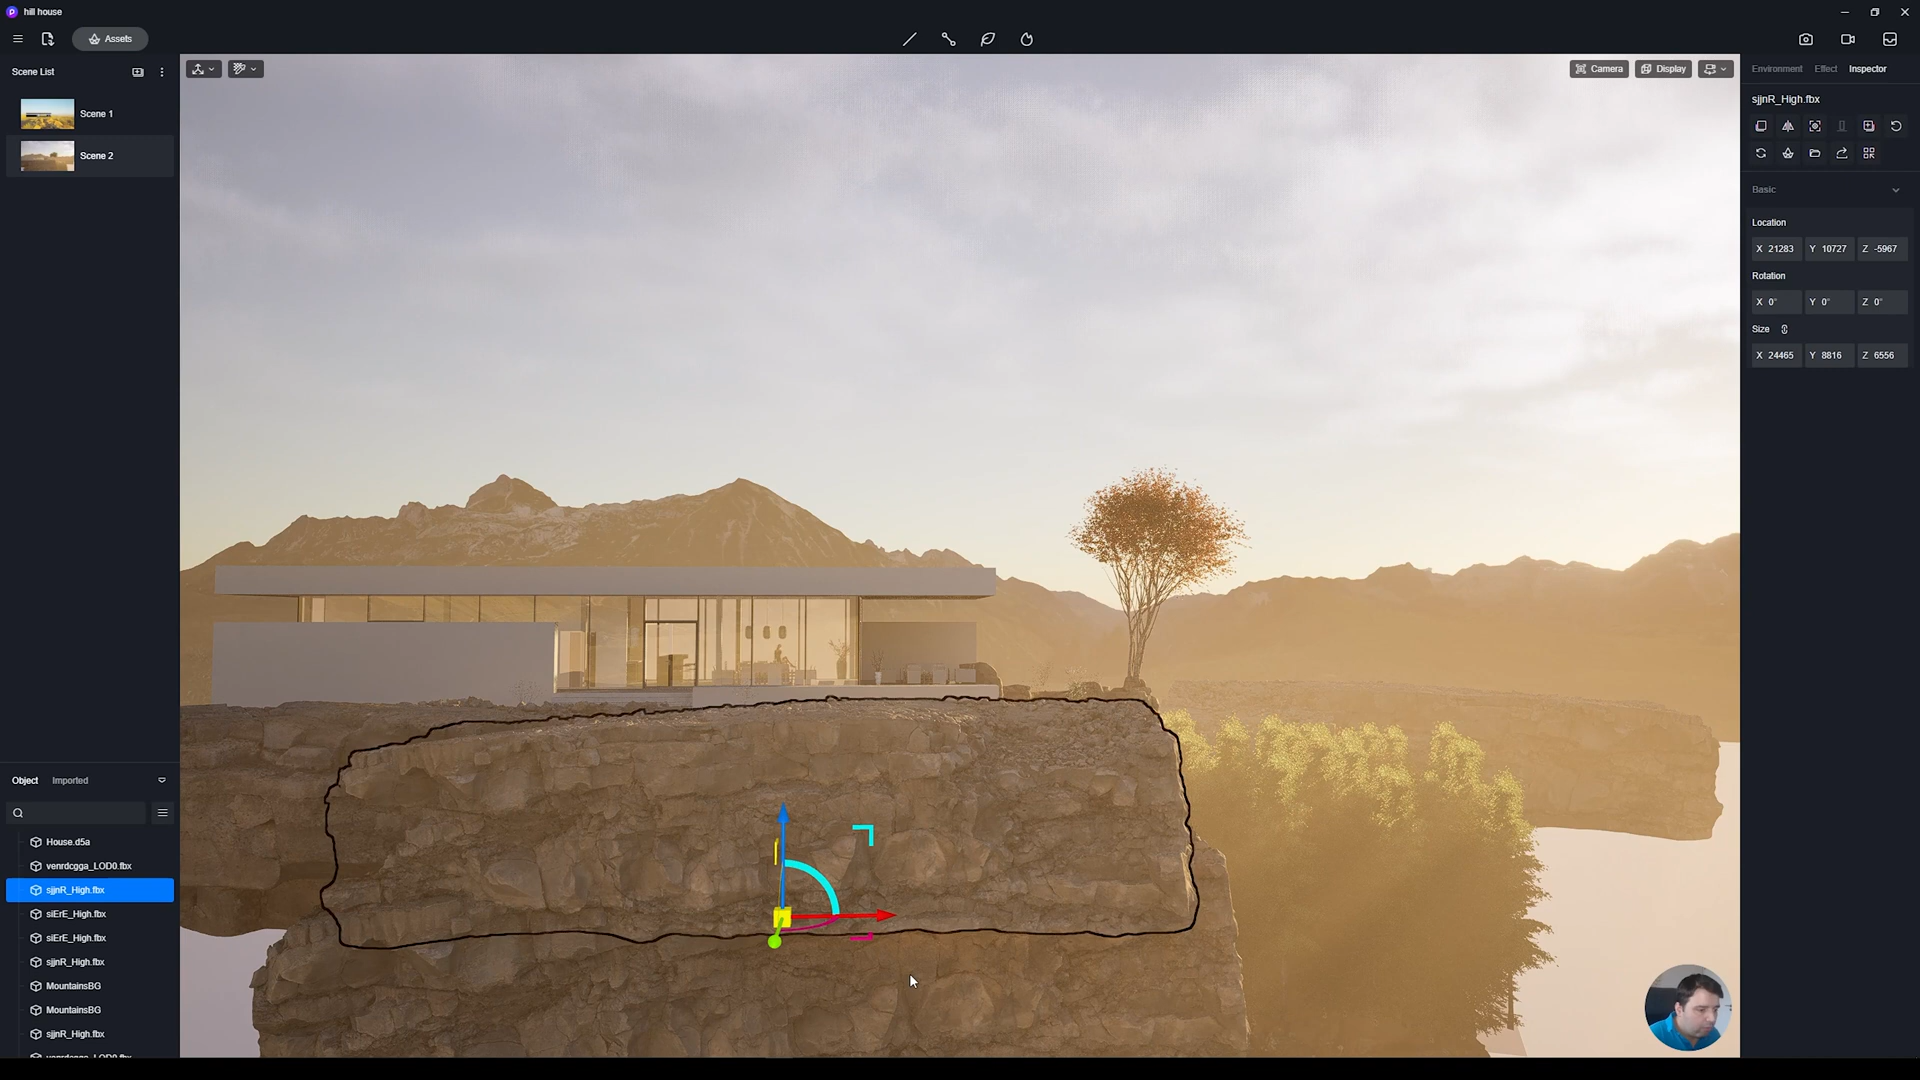 hill house
Assets
Scene List
Scene 1
Scene 2
Camera
Display
Environment Effect Inspector
sjjnR_High.fbx
Basic
Location
X 21283 Y 10727 Z -5967
Rotation
X 0° Y 0° Z 0°
Size
X 24465 Y 8816 Z 6556
Object Imported
House.d5a
venrdcgga_LOD0.fbx
sjjnR_High.fbx
siErE_High.fbx
siErE_High.fbx
sjjnR_High.fbx
MountainsBG
MountainsBG
sjjnR_High.fbx